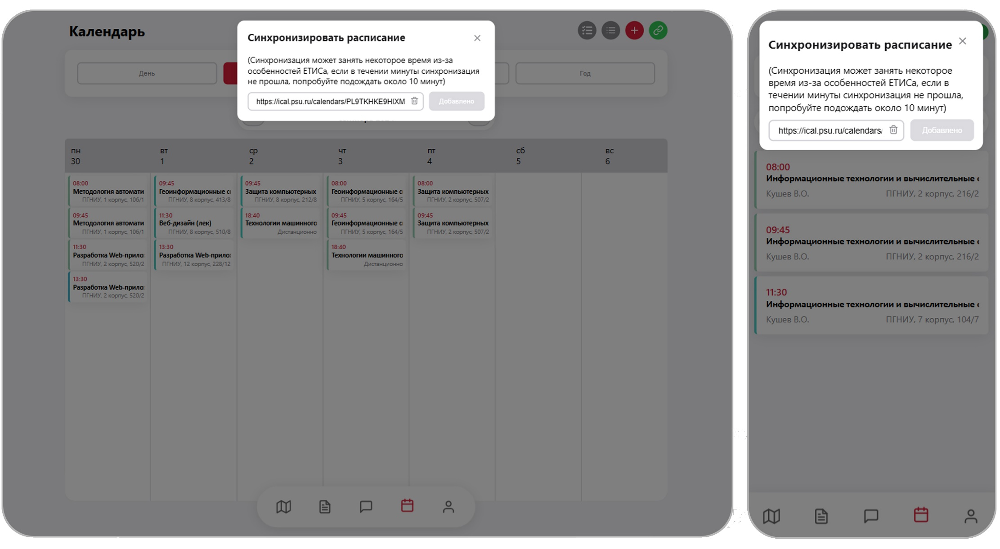 Календарь
Синхронизировать расписание
(Синхронизация может занять некоторое время из-за
особенностей ЕТИСа, если в течении минуты синхронизация
не прошла, попробуйте подождать около 10 минут)
https://ical.psu.ru/calendars/PL9TKHKE9HIXM
Добавлено
День
Год
пн
30
вт
1
ср
2
чт
3
пт
4
сб
5
вс
6
08:00
Методология автомати
ПГНИУ, 1 корпус, 106/1
09:45
Методология автомати
ПГНИУ, 1 корпус, 106/1
11:30
Разработка Web-прило
ПГНИУ, 2 корпус, 520/2
13:30
Разработка Web-прило
ПГНИУ, 2 корпус, 520/2
09:45
Геоинформационные с
ПГНИУ, 8 корпус, 413/8
11:30
Веб-дизайн (лек)
ПГНИУ, 8 корпус, 510/8
13:30
Разработка Web-прило
ПГНИУ, 12 корпус, 228/12
09:45
Защита компьютерных
ПГНИУ, 8 корпус, 212/8
18:40
Технологии машинного
Дистанционно
08:00
Геоинформационные с
ПГНИУ, 5 корпус, 164/5
09:45
Геоинформационные с
ПГНИУ, 5 корпус, 164/5
18:40
Технологии машинного
Дистанционно
08:00
Защита компьютерных
ПГНИУ, 2 корпус, 507/2
09:45
Защита компьютерных
ПГНИУ, 2 корпус, 507/2
Синхронизировать расписание
(Синхронизация может занять некоторое
время из-за особенностей ЕТИСа, если в
течении минуты синхронизация не прошла,
попробуйте подождать около 10 минут)
https://ical.psu.ru/calendars/
Добавлено
08:00
Информационные технологии и вычислительные с
Кушев В.О. ПГНИУ, 2 корпус, 216/2
09:45
Информационные технологии и вычислительные с
Кушев В.О. ПГНИУ, 2 корпус, 216/2
11:30
Информационные технологии и вычислительные с
Кушев В.О. ПГНИУ, 7 корпус, 104/7